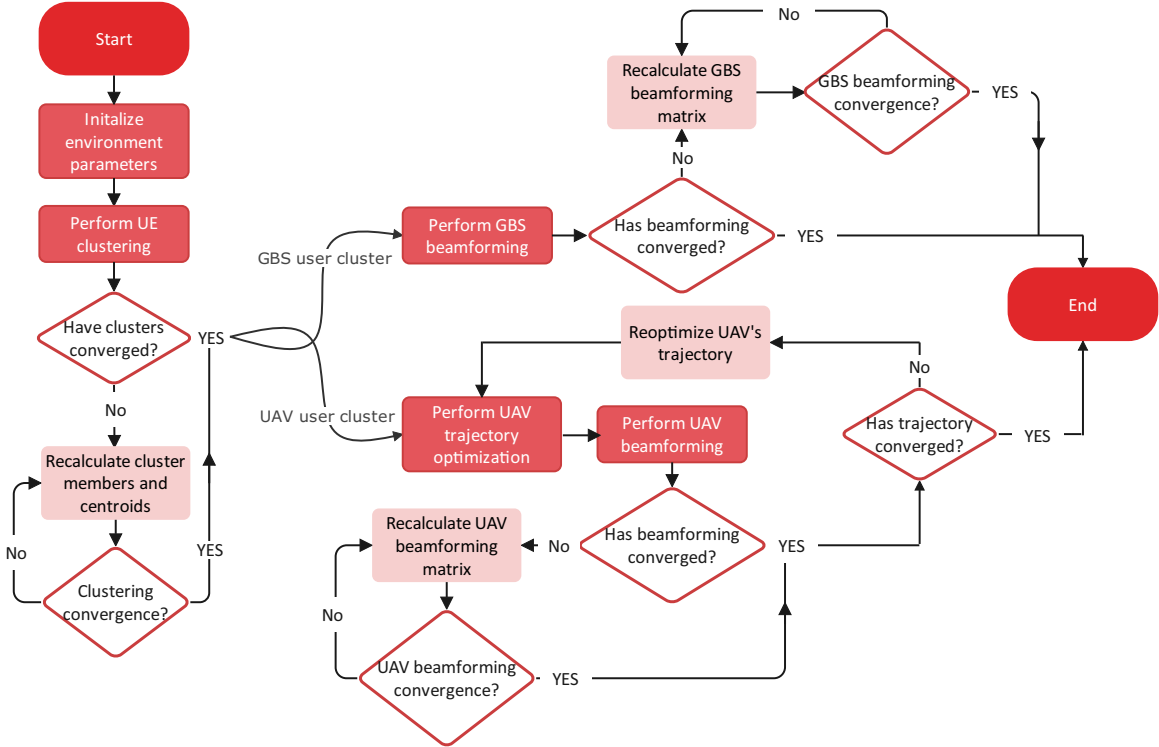 Start
Initalize
environment
parameters
Perform UE
clustering
Have clusters
converged?
YES
No
Recalculate cluster
members and
centroids
No
YES
Clustering
convergence?
GBS user cluster
UAV user cluster
Perform GBS
beamforming
Has beamforming
converged?
YES
No
Recalculate GBS
beamforming
matrix
No
GBS beamforming
convergence?
YES
End
Reoptimize UAV's
trajectory
Perform UAV
trajectory
optimization
Perform UAV
beamforming
Has beamforming
converged?
No
YES
Recalculate UAV
beamforming
matrix
No
UAV beamforming
convergence?
YES
No
Has trajectory
converged?
YES